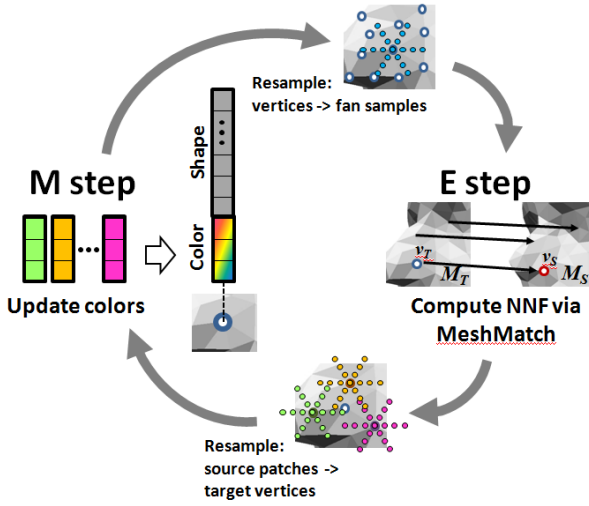 Resample:
vertices -> fan samples
M step
Shape
Color
Update colors
E step
v_T
M_T
v_S
M_S
Compute NNF via
MeshMatch
Resample:
source patches ->
target vertices